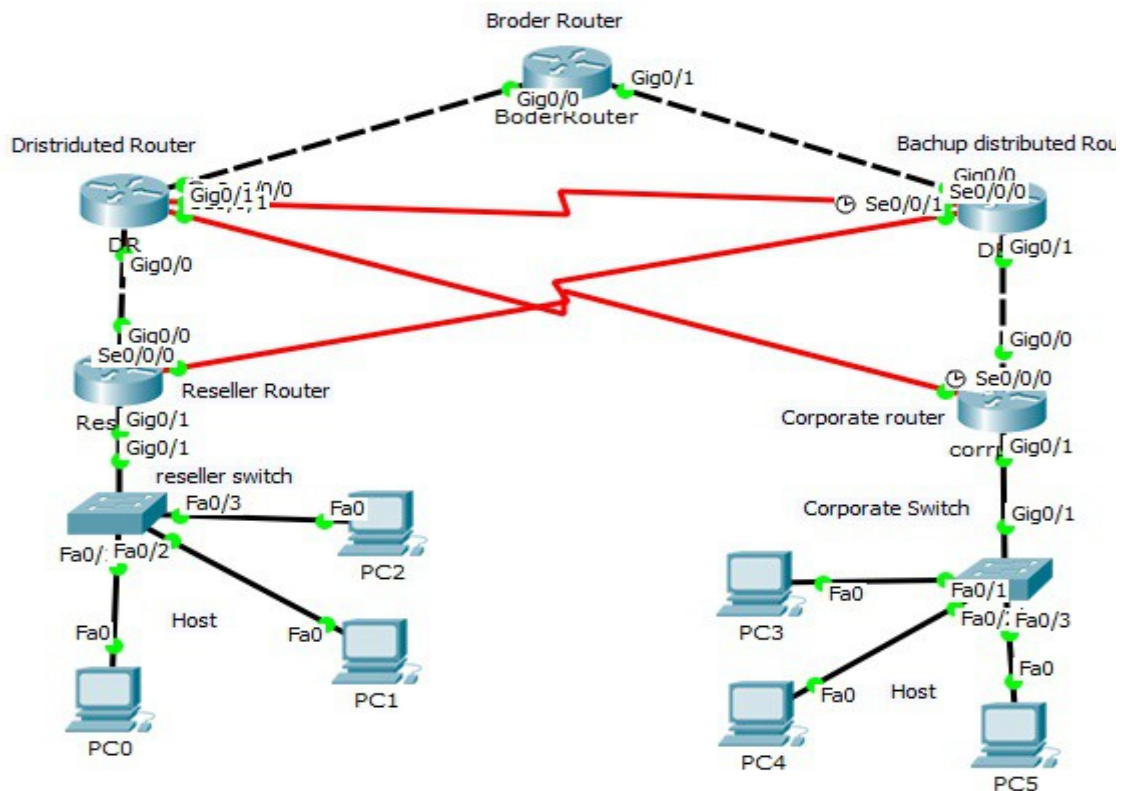 Broder Router
Gig0/1
Gig0/0
BoderRouter
Dristriduted Router
Bachup distributed Rou
Gig0/0
Gig0/1
Se0/0/0
Se0/0/1
Gig0/1
Gig0/0
Gig0/0
Gig0/0
Se0/0/0
Se0/0/0
Reseller Router
Corporate router
Res
corr
Gig0/1
Gig0/1
Gig0/1
reseller switch
Corporate Switch
Fa0/3
Fa0
Gig0/1
Fa0/2
PC2
Fa0
Fa0/1
PC3
Fa0/3
Fa0
Host
Fa0
Fa0
Fa0
Host
PC1
PC0
PC4
PC5